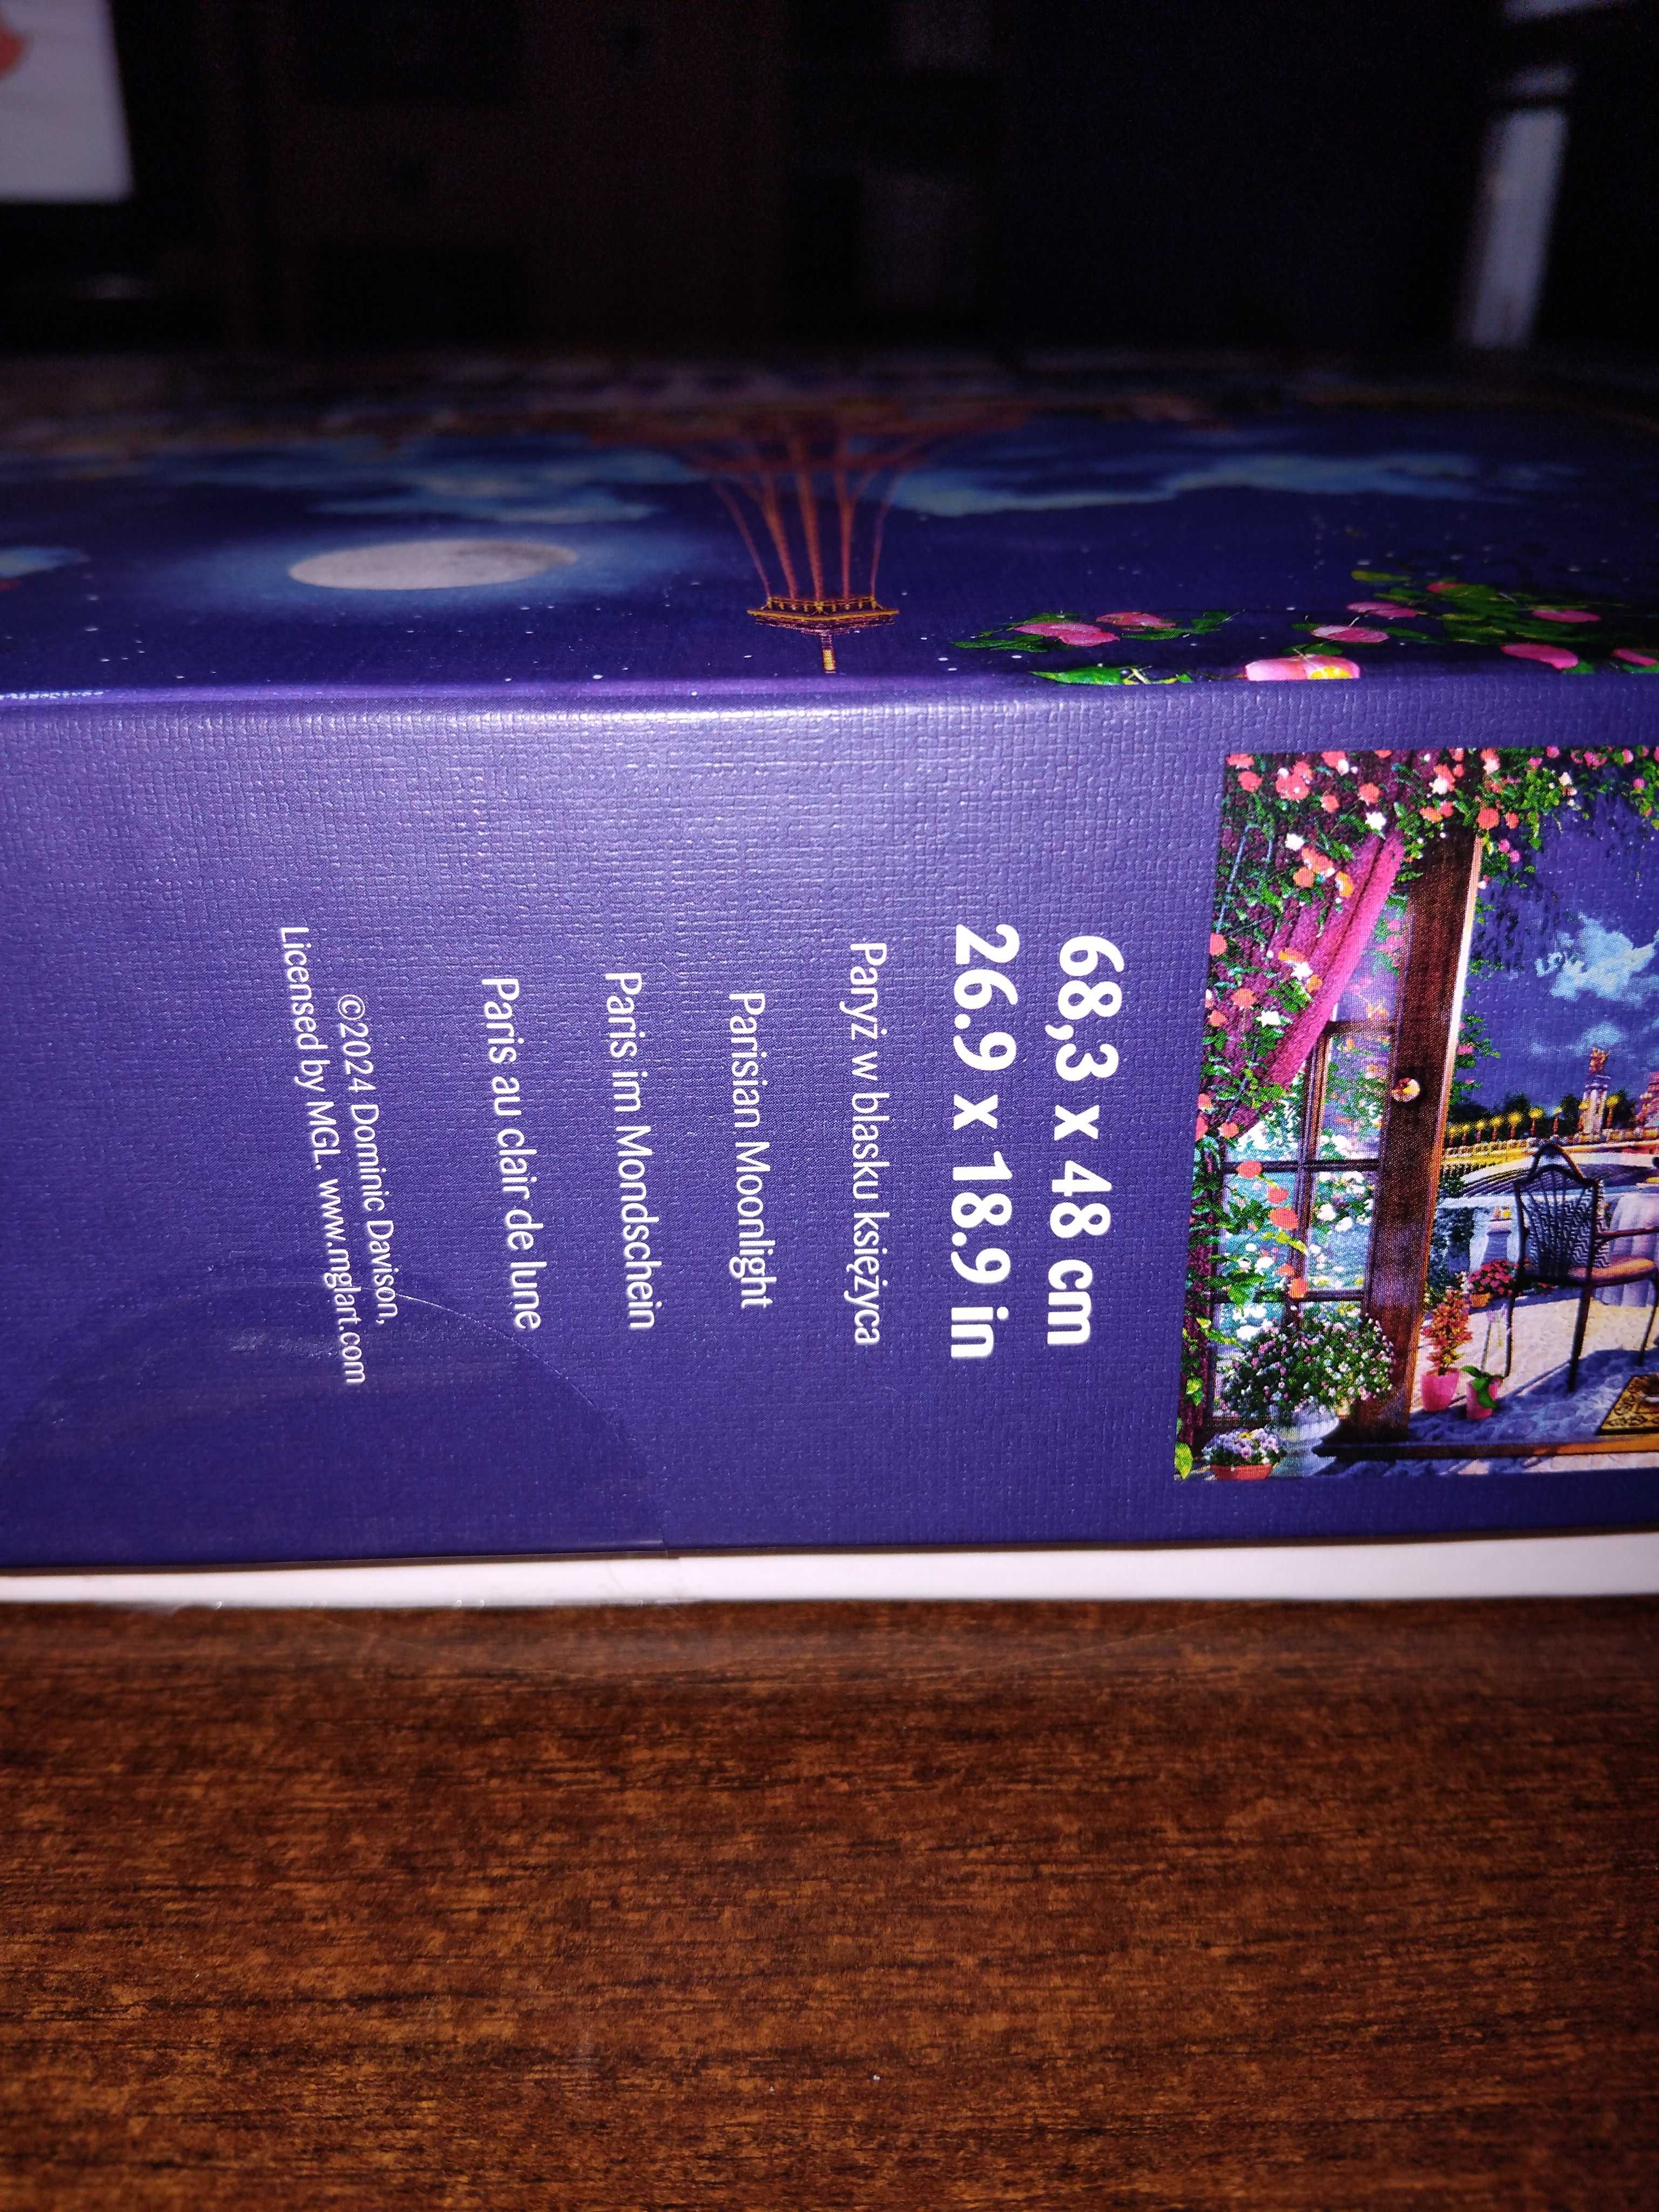 68,3 x 48 cm
26.9 x 18.9 in
Paryż w blasku księżyca
Parisian Moonlight
Paris im Mondschein
Paris au clair de lune
©2024 Dominic Davison,
Licensed by MGL. www.mglart.com